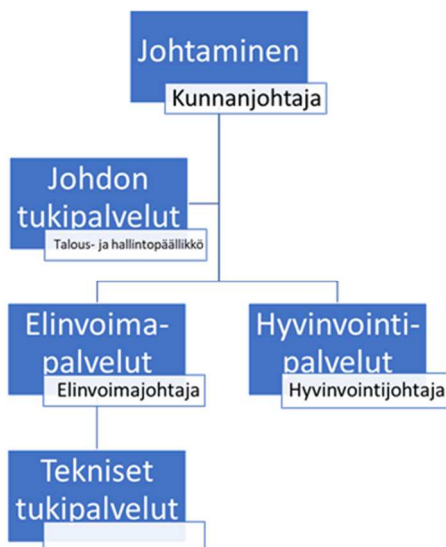 Johtaminen
Kunnanjohtaja
Johdon
tukipalvelut
Talous- ja hallintopäällikkö
Elinvoima-
palvelut
Elinvoimajohtaja
Hyvinvointi-
palvelut
Hyvinvointijohtaja
Tekniset
tukipalvelut